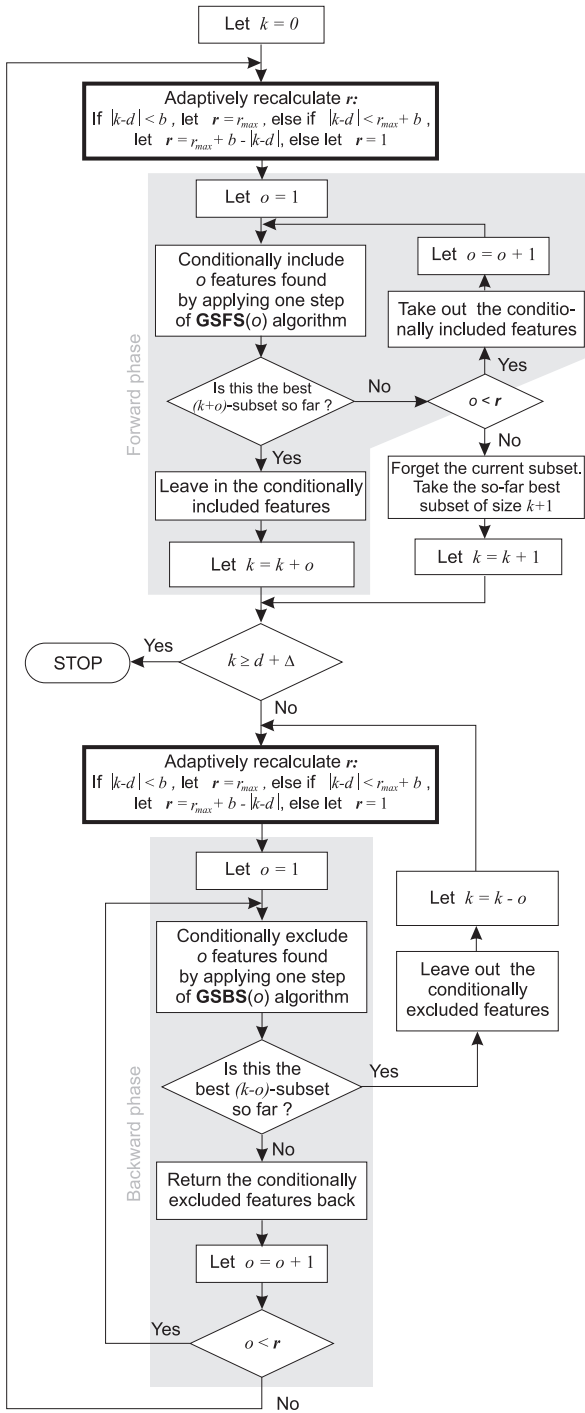 Let k = 0
Adaptively recalculate r:
If |k-d| < b , let r = r_max , else if |k-d| < r_max + b ,
let r = r_max + b - |k-d|, else let r = 1
Let o = 1
Conditionally include
o features found
by applying one step
of GSFS(o) algorithm
Let o = o + 1
Take out the conditio-
nally included features
Yes
Forward phase
Is this the best
(k+o)-subset so far ?
No
o < r
Yes
No
Leave in the conditionally
included features
Forget the current subset.
Take the so-far best
subset of size k+1
Let k = k + o
Let k = k + 1
STOP
Yes
k ≥ d + Δ
No
Adaptively recalculate r:
If |k-d| < b , let r = r_max , else if |k-d| < r_max + b ,
let r = r_max + b - |k-d|, else let r = 1
Let o = 1
Let k = k - o
Conditionally exclude
o features found
by applying one step
of GSBS(o) algorithm
Leave out the
conditionally
excluded features
Backward phase
Is this the
best (k-o)-subset
so far ?
Yes
No
Return the conditionally
excluded features back
Let o = o + 1
Yes
o < r
No